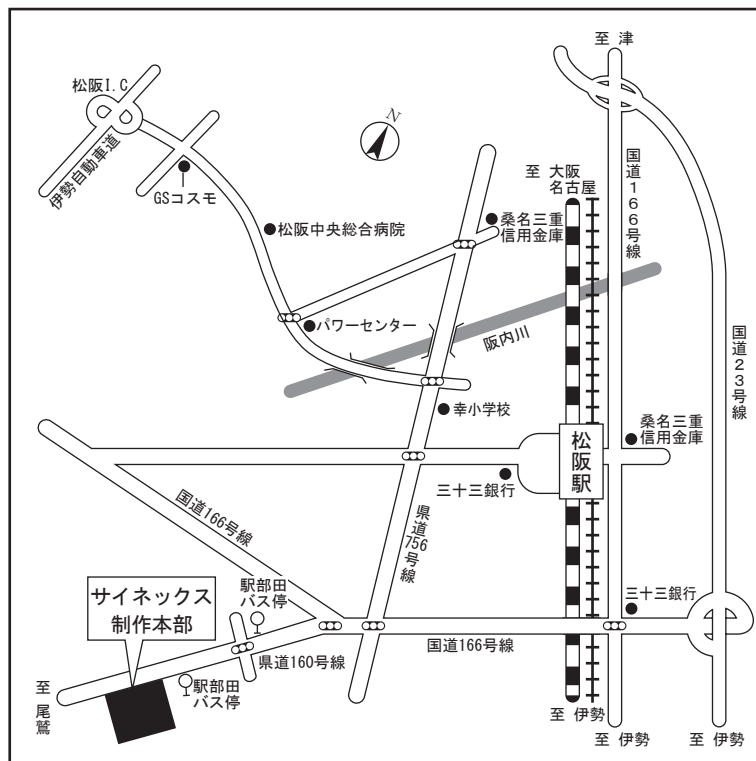 至 津
松阪I.C
伊勢自動車道
GSコスモ
N
至 大阪
名古屋
国道166号線
桑名三重
信用金庫
松阪中央総合病院
パワーセンター
阪内川
国道23号線
幸小学校
松阪駅
桑名三重
信用金庫
三十三銀行
国道166号線
県道756号線
サイネックス
制作本部
駅部田
バス停
三十三銀行
国道166号線
県道160号線
駅部田
バス停
至 尾鷲
至 伊勢
至 伊勢
至 伊勢